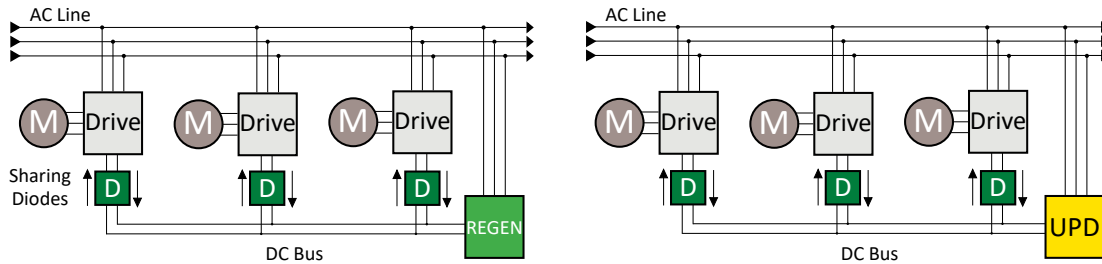 AC Line
M
Drive
M
Drive
M
Drive
Sharing
Diodes
D
D
D
REGEN
DC Bus
AC Line
M
Drive
M
Drive
M
Drive
D
D
D
UPD
DC Bus